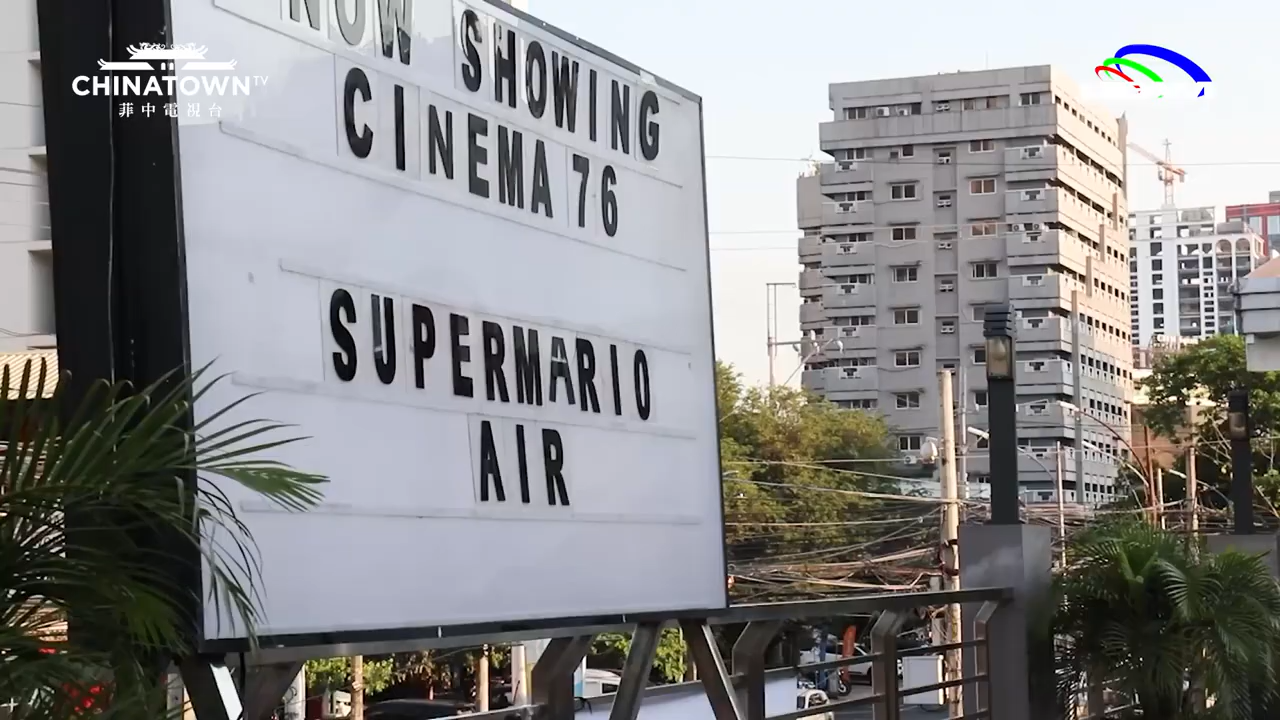 NOW SHOWING
CINEMA 76
SUPERMARIO
AIR
CHINATOWN TV
菲中電視台